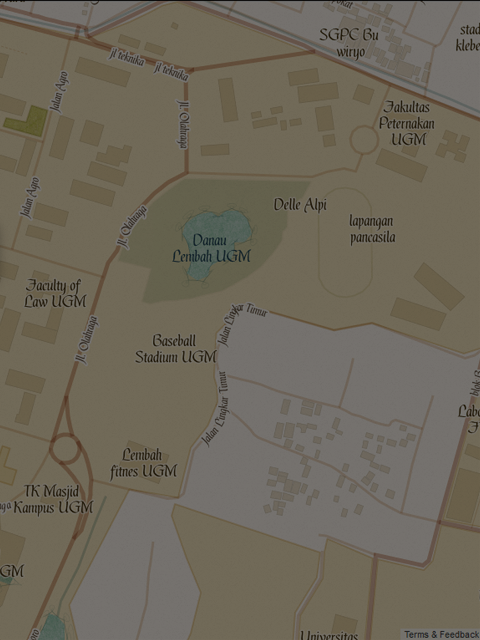 SGPC Bu
wiryo
jl teknika
jl teknika
Jalan Agro
Jl. Olahraga
Fakultas
Peternakan
UGM
Jalan Agro
Delle Alpi
lapangan
pancasila
Jl. Olahraga
Danau
Lembah UGM
Faculty of
Law UGM
Jalan Lingkar Timur
Jl. Olahraga
Baseball
Stadium UGM
Jalan Lingkar Timur
Lembah
fitnes UGM
TK Masjid
Kampus UGM
GM
Universitas
Terms & Feedback